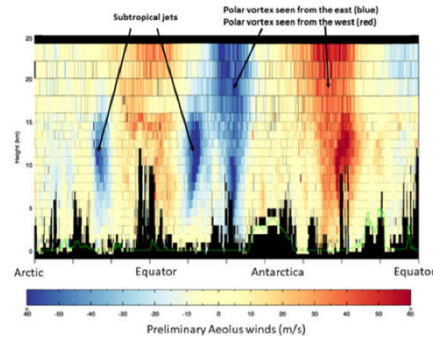 Subtropical jets
Polar vortex seen from the east (blue)
Polar vortex seen from the west (red)
25
20
15
10
5
0
Height (km)
Arctic
Equator
Antarctica
Equator
-60 -50 -40 -30 -20 -10 0 10 20 30 40 50 60
Preliminary Aeolus winds (m/s)